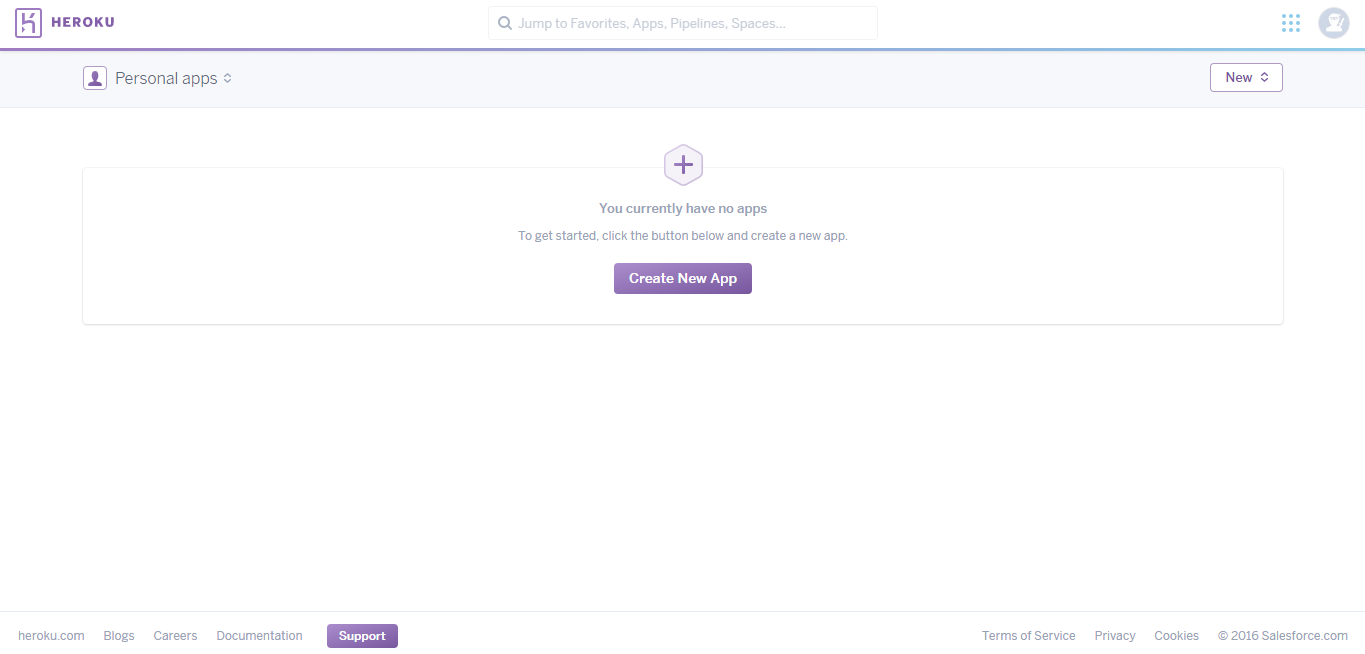 HEROKU
Jump to Favorites, Apps, Pipelines, Spaces...
Personal apps
New
You currently have no apps
To get started, click the button below and create a new app.
Create New App
heroku.com Blogs Careers Documentation Support Terms of Service Privacy Cookies © 2016 Salesforce.com